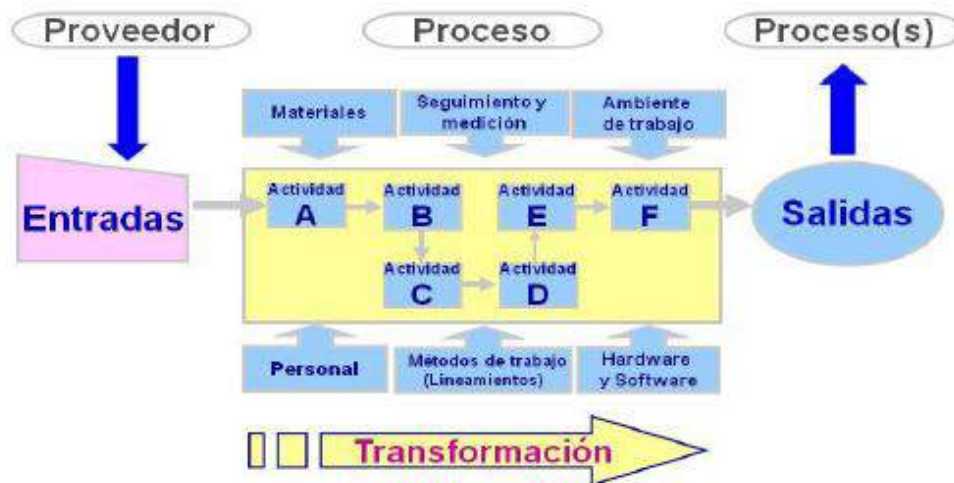 Proveedor
Proceso
Proceso(s)
Materiales
Seguimiento y
medición
Ambiente
de trabajo
Entradas
Actividad
A
Actividad
B
Actividad
E
Actividad
F
Salidas
Actividad
C
Actividad
D
Personal
Métodos de trabajo
(Lineamientos)
Hardware
y Software
Transformación